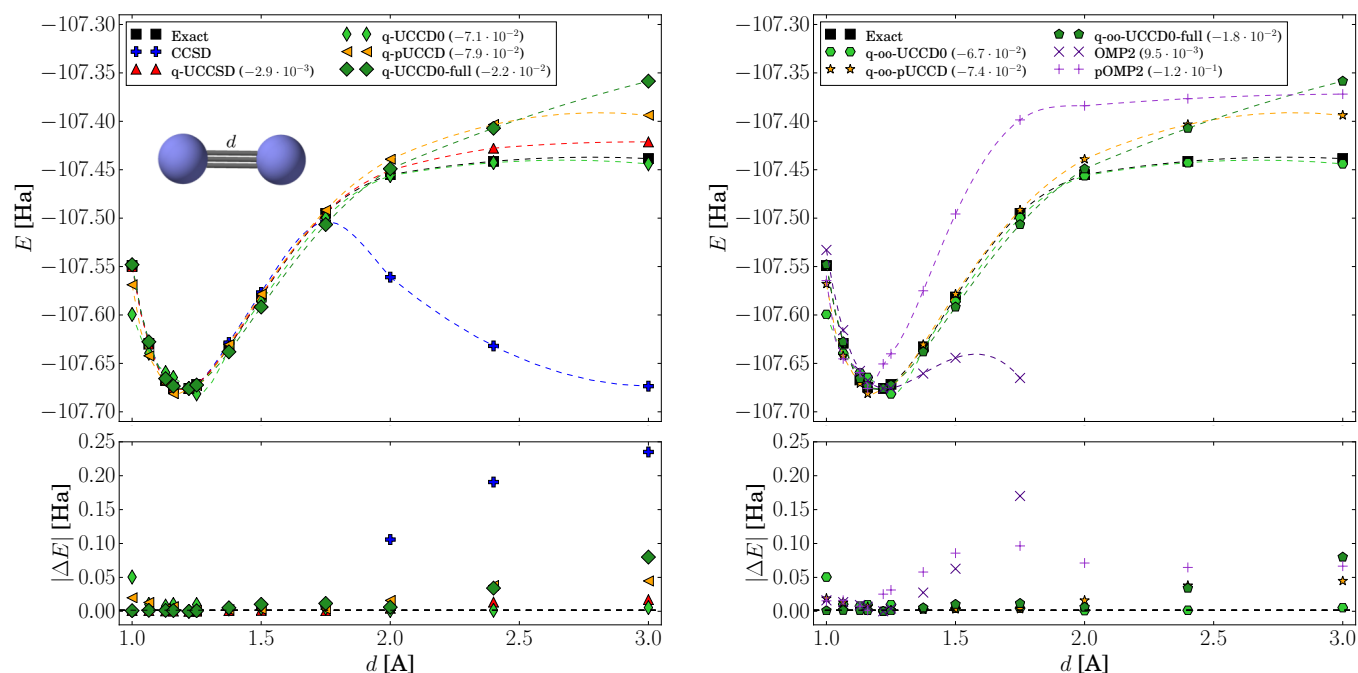 −107.30
−107.35
−107.40
−107.45
−107.50
−107.55
−107.60
−107.65
−107.70
E [Ha]
Exact
CCSD
q-UCCSD (−2.9 · 10⁻³)
q-UCCD0 (−7.1 · 10⁻²)
q-pUCCD (−7.9 · 10⁻²)
q-UCCD0-full (−2.2 · 10⁻²)
d
0.25
0.20
0.15
0.10
0.05
0.00
|ΔE| [Ha]
1.0 1.5 2.0 2.5 3.0
d [A]
−107.30
−107.35
−107.40
−107.45
−107.50
−107.55
−107.60
−107.65
−107.70
E [Ha]
Exact
q-oo-UCCD0 (−6.7 · 10⁻²)
q-oo-pUCCD (−7.4 · 10⁻²)
q-oo-UCCD0-full (−1.8 · 10⁻²)
OMP2 (9.5 · 10⁻³)
pOMP2 (−1.2 · 10⁻¹)
0.25
0.20
0.15
0.10
0.05
0.00
|ΔE| [Ha]
1.0 1.5 2.0 2.5 3.0
d [A]